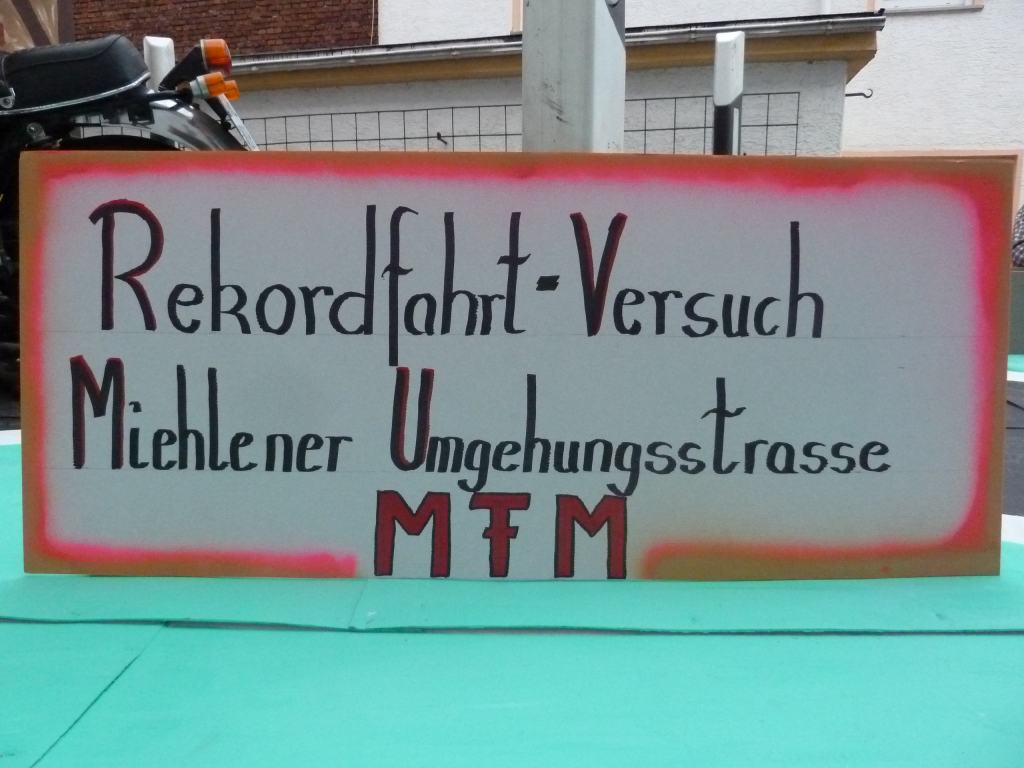 Rekordfahrt-Versuch
Miehlener Umgehungsstrasse
MFM